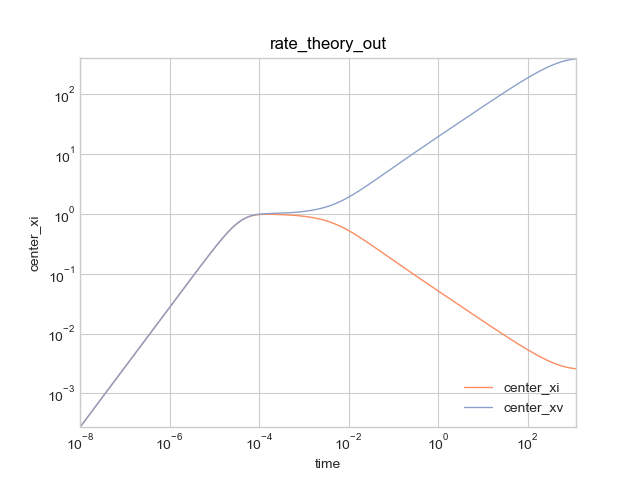 rate_theory_out
center_xi
10²
10¹
10⁰
10⁻¹
10⁻²
10⁻³
center_xi
center_xv
10⁻⁸
10⁻⁶
10⁻⁴
10⁻²
10⁰
10²
time